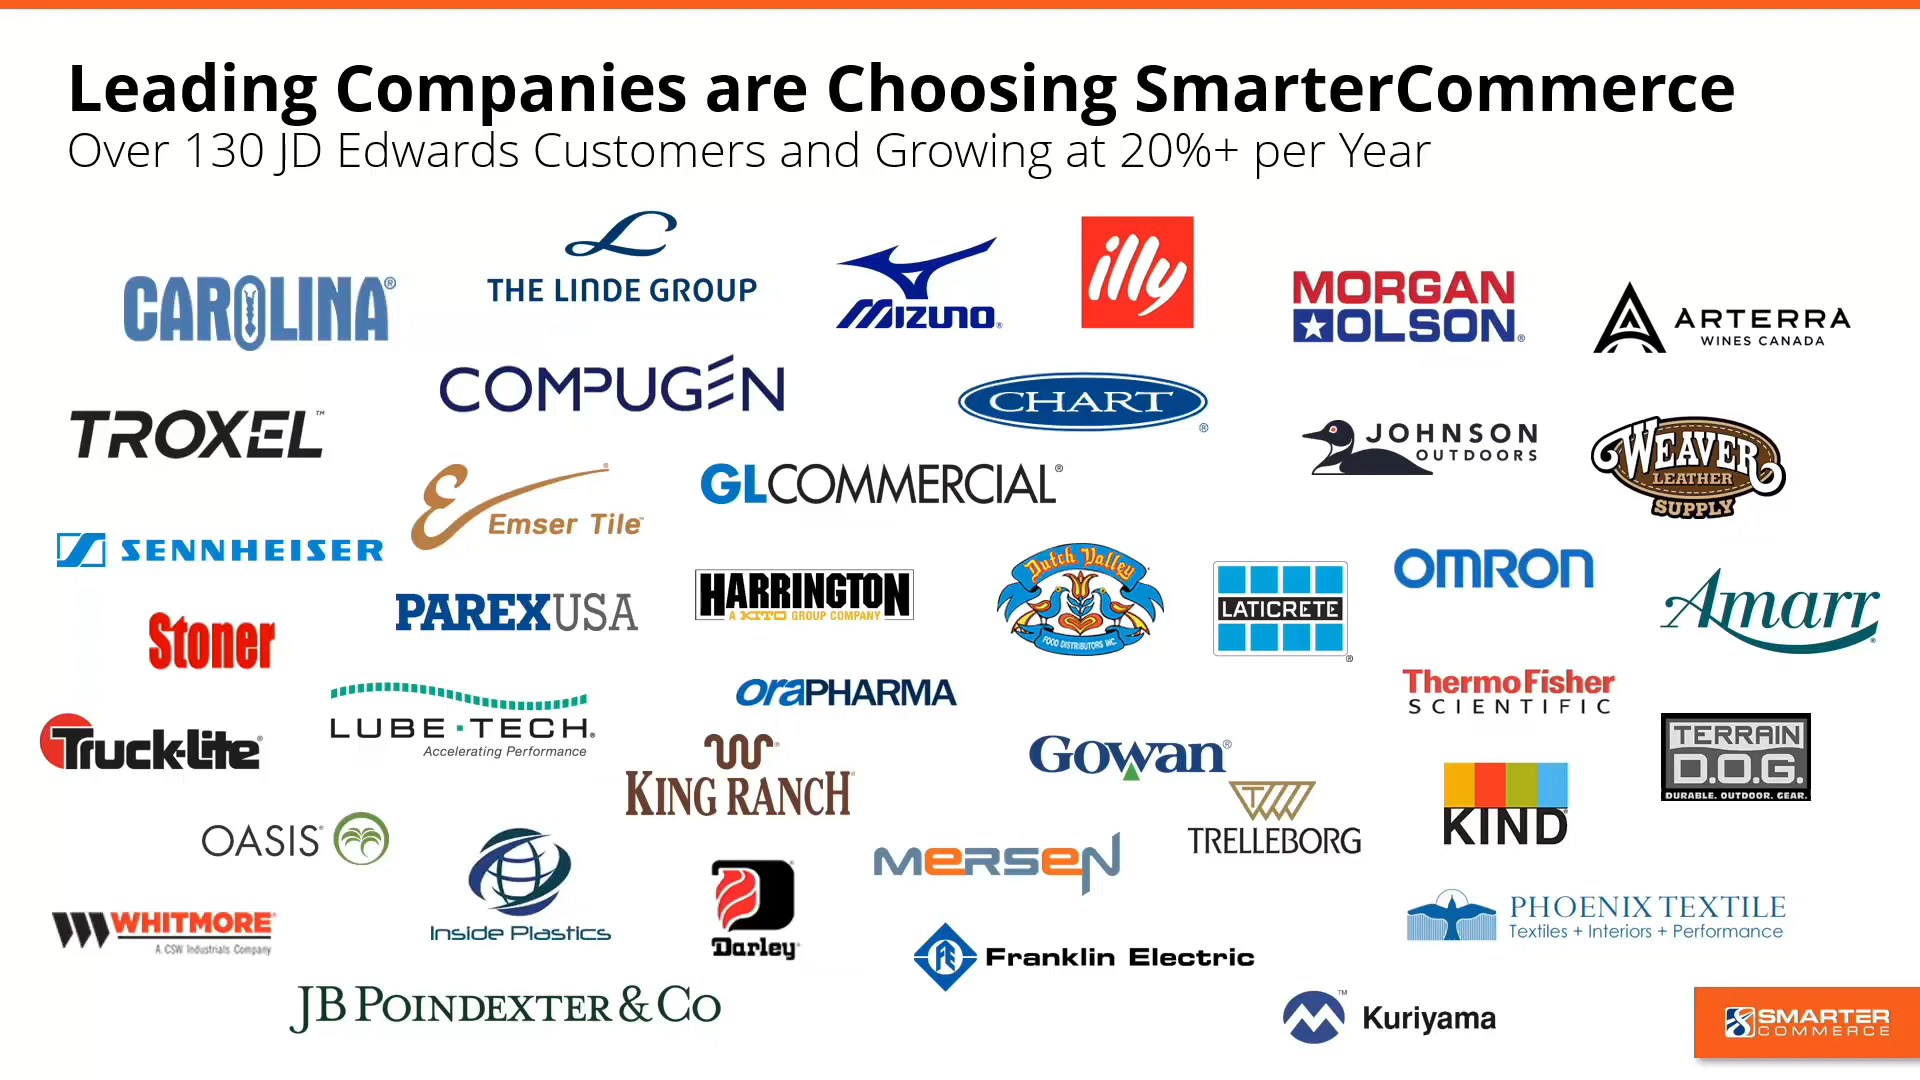 Leading Companies are Choosing SmarterCommerce
Over 130 JD Edwards Customers and Growing at 20%+ per Year
CAROLINA®
THE LINDE GROUP
MIZUNO®
illy
MORGAN
OLSON®
ARTERRA
WINES CANADA
TROXEL™
COMPUGEN
CHART®
JOHNSON
OUTDOORS
WEAVER
LEATHER
SUPPLY
Emser Tile™
GLCOMMERCIAL®
SENNHEISER
PAREXUSA
HARRINGTON
A KITO GROUP COMPANY
Dutch Valley
FOOD DISTRIBUTORS INC.
LATICRETE®
OMRON
Amarr®
Stoner
LUBE·TECH®
Accelerating Performance
oraPHARMA
ThermoFisher
SCIENTIFIC
Truck-Lite®
KING RANCH®
Gowan®
TERRAIN
D.O.G.
DURABLE. OUTDOOR. GEAR.
T
TRELLEBORG
KIND
OASIS®
Inside Plastics
D
Darley®
MERSEN
WHITMORE®
A CSW Industrials Company
FE
Franklin Electric
PHOENIX TEXTILE
Textiles + Interiors + Performance
JB POINDEXTER & CO
Kuriyama
™
SMARTER
COMMERCE